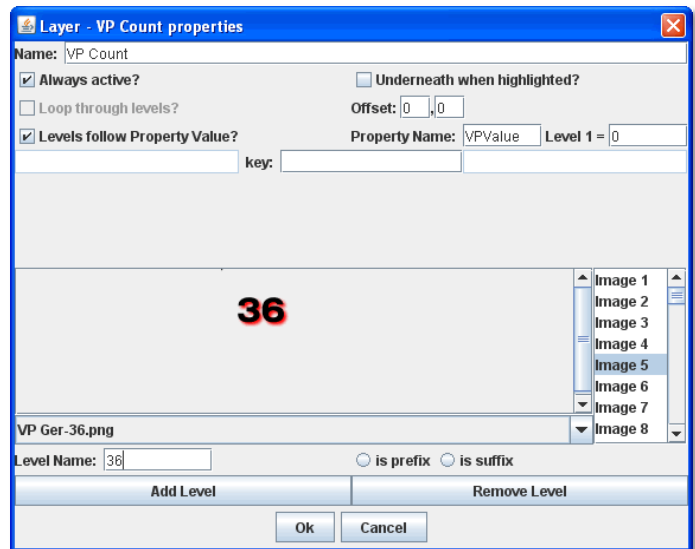 Layer - VP Count properties
Name: VP Count
Always active? Underneath when highlighted?
Loop through levels? Offset: 0 ,0
Levels follow Property Value? Property Name: VPValue Level 1 = 0
key:
36
Image 1
Image 2
Image 3
Image 4
Image 5
Image 6
Image 7
Image 8
VP Ger-36.png
Level Name: 36 is prefix is suffix
Add Level Remove Level
Ok Cancel